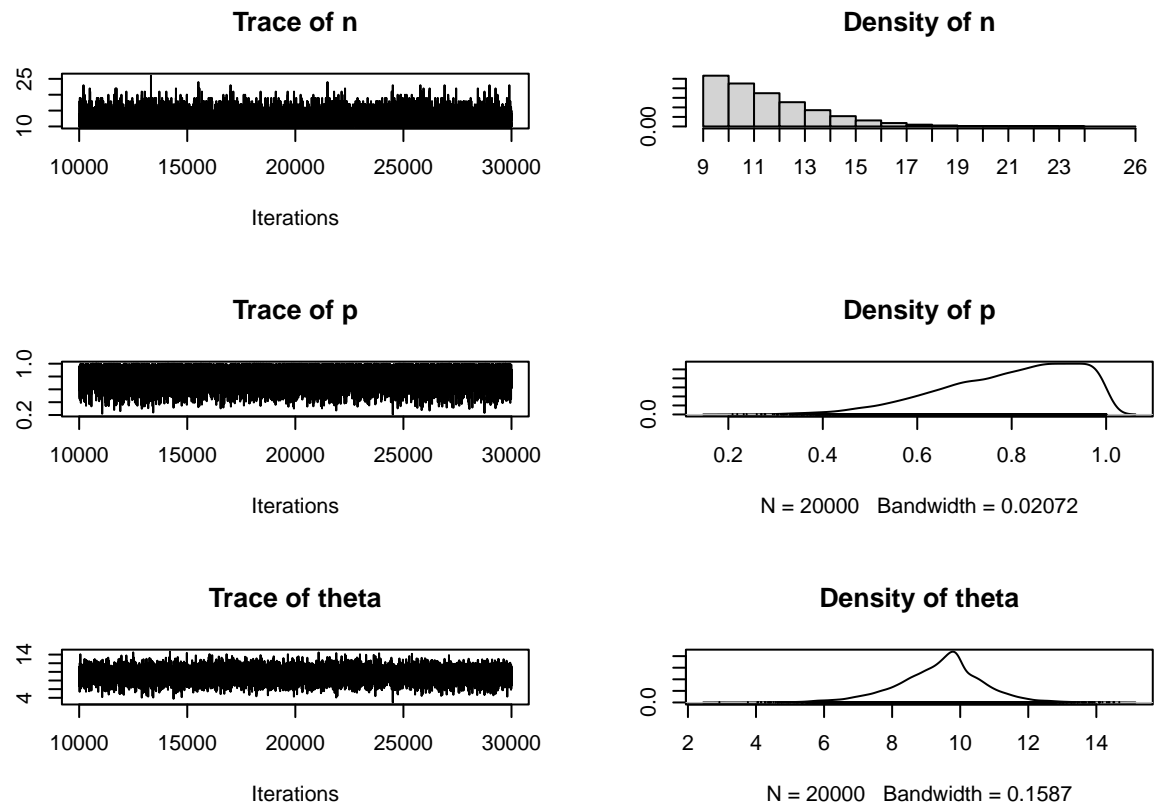 Trace of n
25
10
10000 15000 20000 25000 30000
Iterations
Density of n
0.00
9 11 13 15 17 19 21 23 26
Trace of p
1.0
0.2
10000 15000 20000 25000 30000
Iterations
Density of p
0.0
0.2 0.4 0.6 0.8 1.0
N = 20000 Bandwidth = 0.02072
Trace of theta
14
4
10000 15000 20000 25000 30000
Iterations
Density of theta
0.0
2 4 6 8 10 12 14
N = 20000 Bandwidth = 0.1587